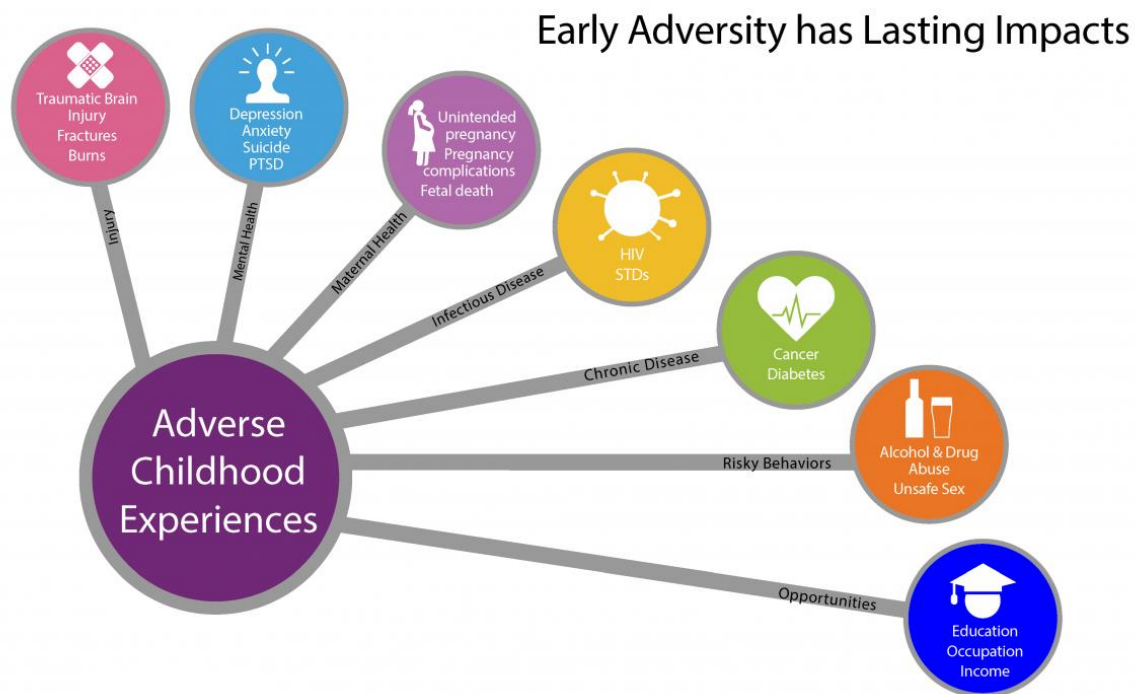 Early Adversity has Lasting Impacts
Traumatic Brain
Injury
Fractures
Burns
Injury
Depression
Anxiety
Suicide
PTSD
Mental Health
Unintended
pregnancy
Pregnancy
complications
Fetal death
Maternal Health
HIV
STDs
Infectious Disease
Cancer
Diabetes
Chronic Disease
Alcohol & Drug
Abuse
Unsafe Sex
Risky Behaviors
Education
Occupation
Income
Opportunities
Adverse
Childhood
Experiences